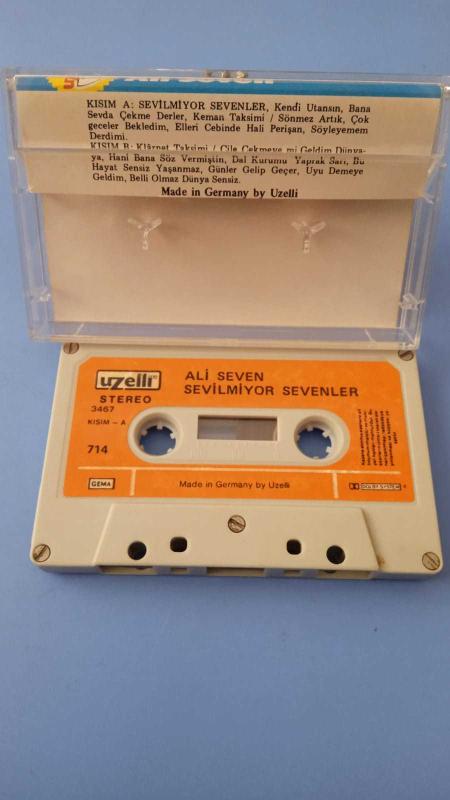 KISIM A: SEVİLMİYOR SEVENLER, Kendi Utansın, Bana
Sevda Çekme Derler, Keman Taksimi / Sönmez Artık, Çok
geceler Bekledim, Elleri Cebinde Hali Perişan, Söyleyemem
Derdimi.
KISIM B: Klârnet Taksimi / Çile Çekmeye mi Geldim Dünya-
ya, Hani Bana Söz Vermiştin, Dal Kurumu Yaprak Sarı, Bu
Hayat Sensiz Yaşanmaz, Günler Gelip Geçer, Uyu Demeye
Geldim, Belli Olmaz Dünya Sensiz.
Made in Germany by Uzelli
uzelli
ALİ SEVEN
STEREO
SEVİLMİYOR SEVENLER
3467
KISIM – A
714
GEMA
Made in Germany by Uzelli
DOLBY SYSTEM